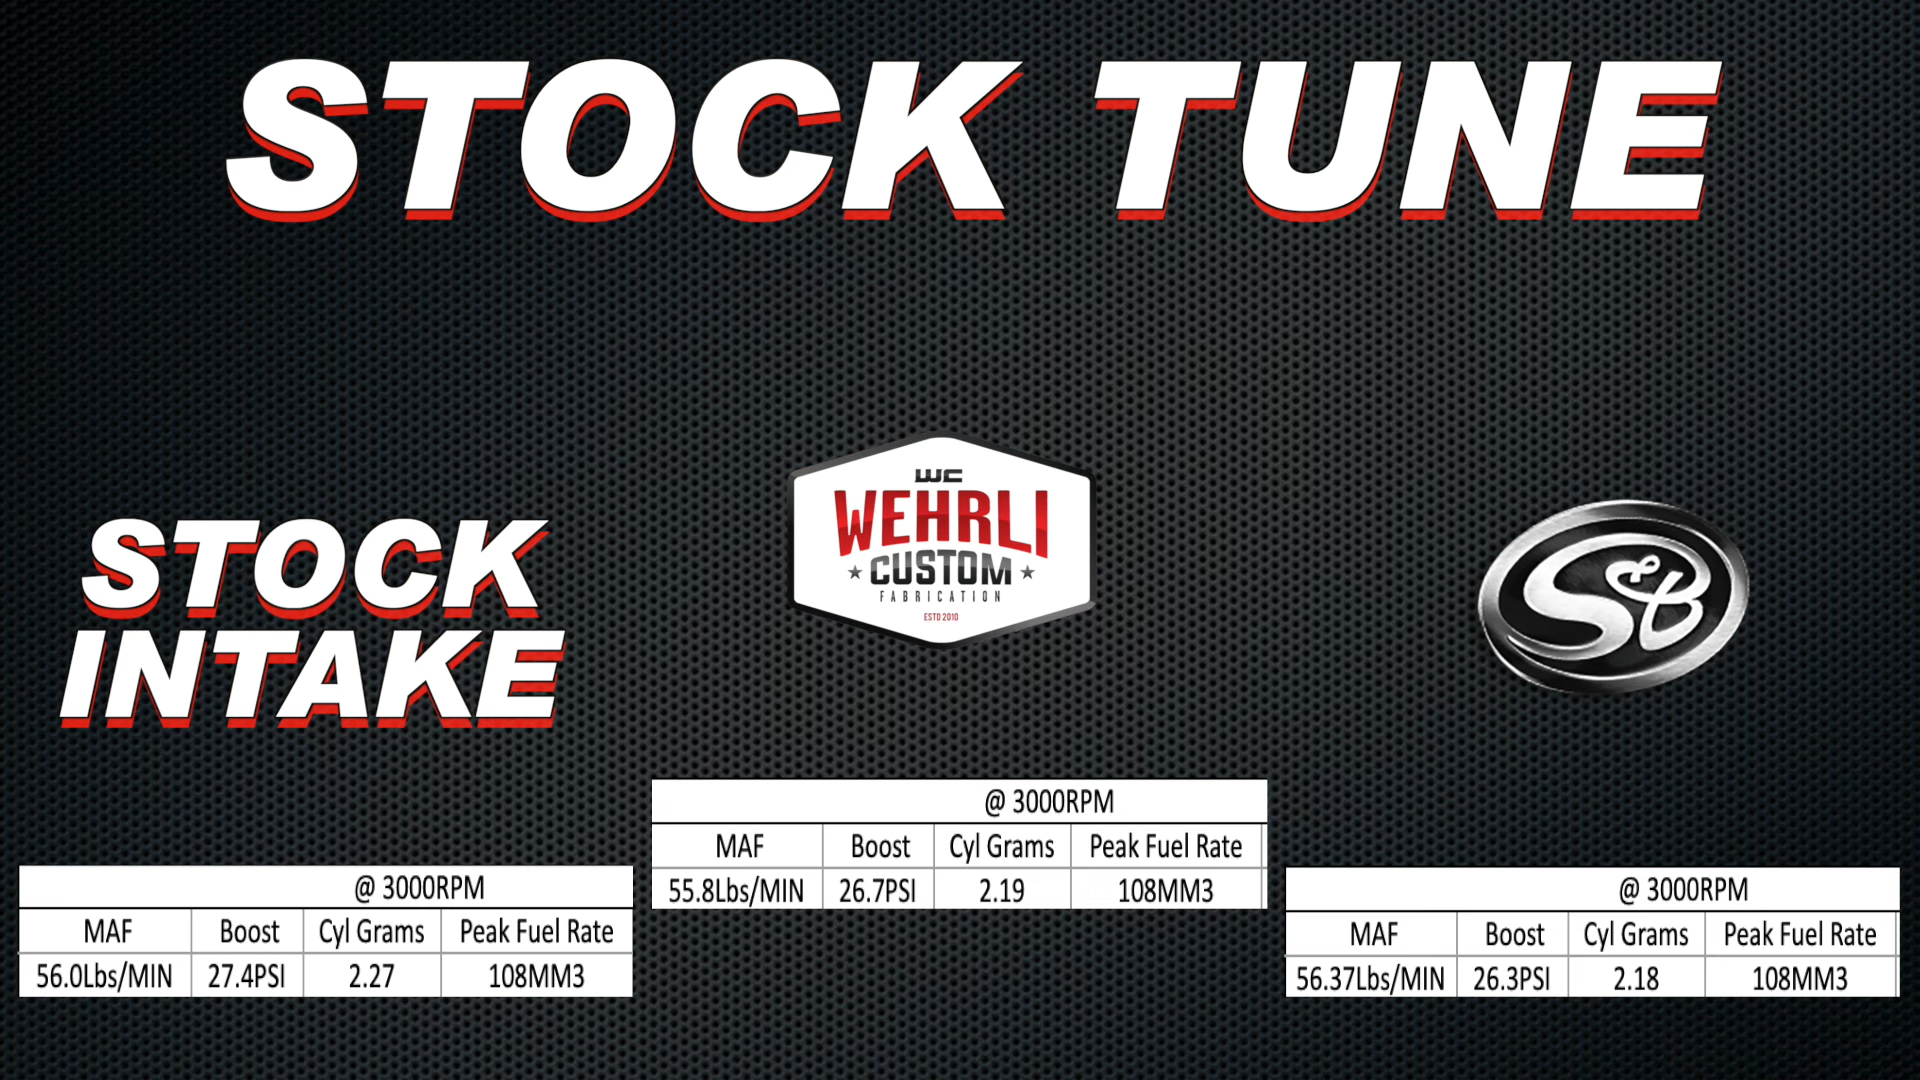 STOCK TUNE
STOCK
INTAKE
@ 3000RPM
MAF Boost Cyl Grams Peak Fuel Rate
56.0Lbs/MIN 27.4PSI 2.27 108MM3
WC
WEHRLI
CUSTOM
FABRICATION
ESTD 2010
@ 3000RPM
MAF Boost Cyl Grams Peak Fuel Rate
55.8Lbs/MIN 26.7PSI 2.19 108MM3
S&B
@ 3000RPM
MAF Boost Cyl Grams Peak Fuel Rate
56.37Lbs/MIN 26.3PSI 2.18 108MM3